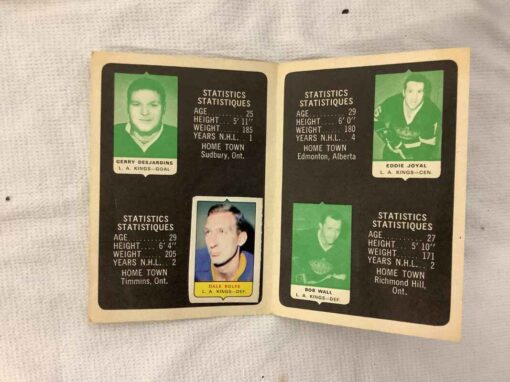 STATISTICS
STATISTIQUES
AGE ........ 25
HEIGHT ... 5' 11"
WEIGHT ..... 185
YEARS N.H.L. . 1
HOME TOWN
Sudbury, Ont.
GERRY DESJARDINS
L. A. KINGS—GOAL
STATISTICS
STATISTIQUES
AGE ........ 29
HEIGHT .... 6' 4"
WEIGHT ..... 205
YEARS N.H.L. . 2
HOME TOWN
Timmins, Ont.
DALE ROLFE
L. A. KINGS—DEF.
STATISTICS
STATISTIQUES
AGE ........ 29
HEIGHT ... 6' 0"
WEIGHT ..... 180
YEARS N.H.L. . 4
HOME TOWN
Edmonton, Alberta
EDDIE JOYAL
L. A. KINGS—CEN.
BOB WALL
L. A. KINGS—DEF.
STATISTICS
STATISTIQUES
AGE ........ 27
HEIGHT ... 5' 10"
WEIGHT ..... 171
YEARS N.H.L. . 2
HOME TOWN
Richmond Hill,
Ont.